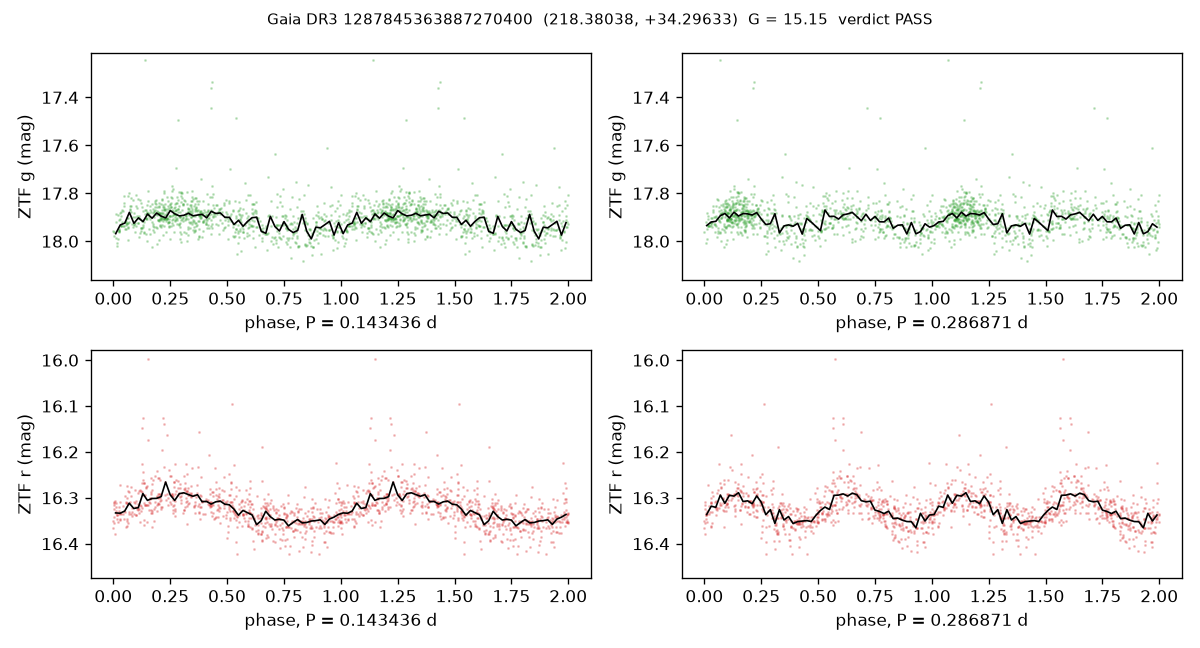 Gaia DR3 1287845363887270400 (218.38038, +34.29633) G = 15.15 verdict PASS
ZTF g (mag)
17.4
17.6
17.8
18.0
0.00 0.25 0.50 0.75 1.00 1.25 1.50 1.75 2.00
phase, P = 0.143436 d
ZTF g (mag)
17.4
17.6
17.8
18.0
0.00 0.25 0.50 0.75 1.00 1.25 1.50 1.75 2.00
phase, P = 0.286871 d
ZTF r (mag)
16.0
16.1
16.2
16.3
16.4
0.00 0.25 0.50 0.75 1.00 1.25 1.50 1.75 2.00
phase, P = 0.143436 d
ZTF r (mag)
16.0
16.1
16.2
16.3
16.4
0.00 0.25 0.50 0.75 1.00 1.25 1.50 1.75 2.00
phase, P = 0.286871 d